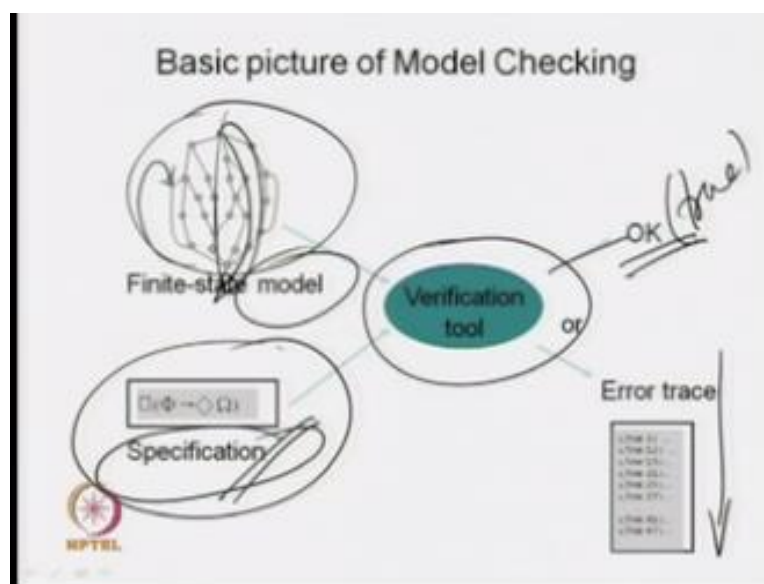 Basic picture of Model Checking
Finite-state model
OK (true)
Verification
tool
or
□(Φ → ◇ Ω)
Specification
Error trace
NPTEL